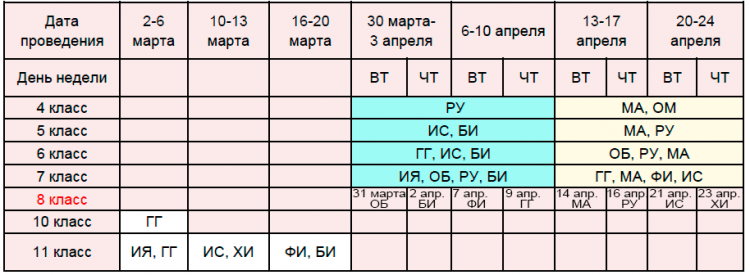 Дата проведения 2-6 марта 10-13 марта 16-20 марта 30 марта- 3 апреля 6-10 апреля 13-17 апреля 20-24 апреля
День недели ВТ ЧТ ВТ ЧТ ВТ ЧТ ВТ ЧТ
4 класс РУ МА, ОМ
5 класс ИС, БИ МА, РУ
6 класс ГГ, ИС, БИ ОБ, РУ, МА
7 класс ИЯ, ОБ, РУ, БИ ГГ, МА, ФИ, ИС
8 класс 31 марта ОБ 2 апр. БИ 7 апр. ФИ 9 апр. ГГ 14 апр. МА 16 апр РУ 21 апр. ИС 23 апр. ХИ
10 класс ГГ
11 класс ИЯ, ГГ ИС, ХИ ФИ, БИ